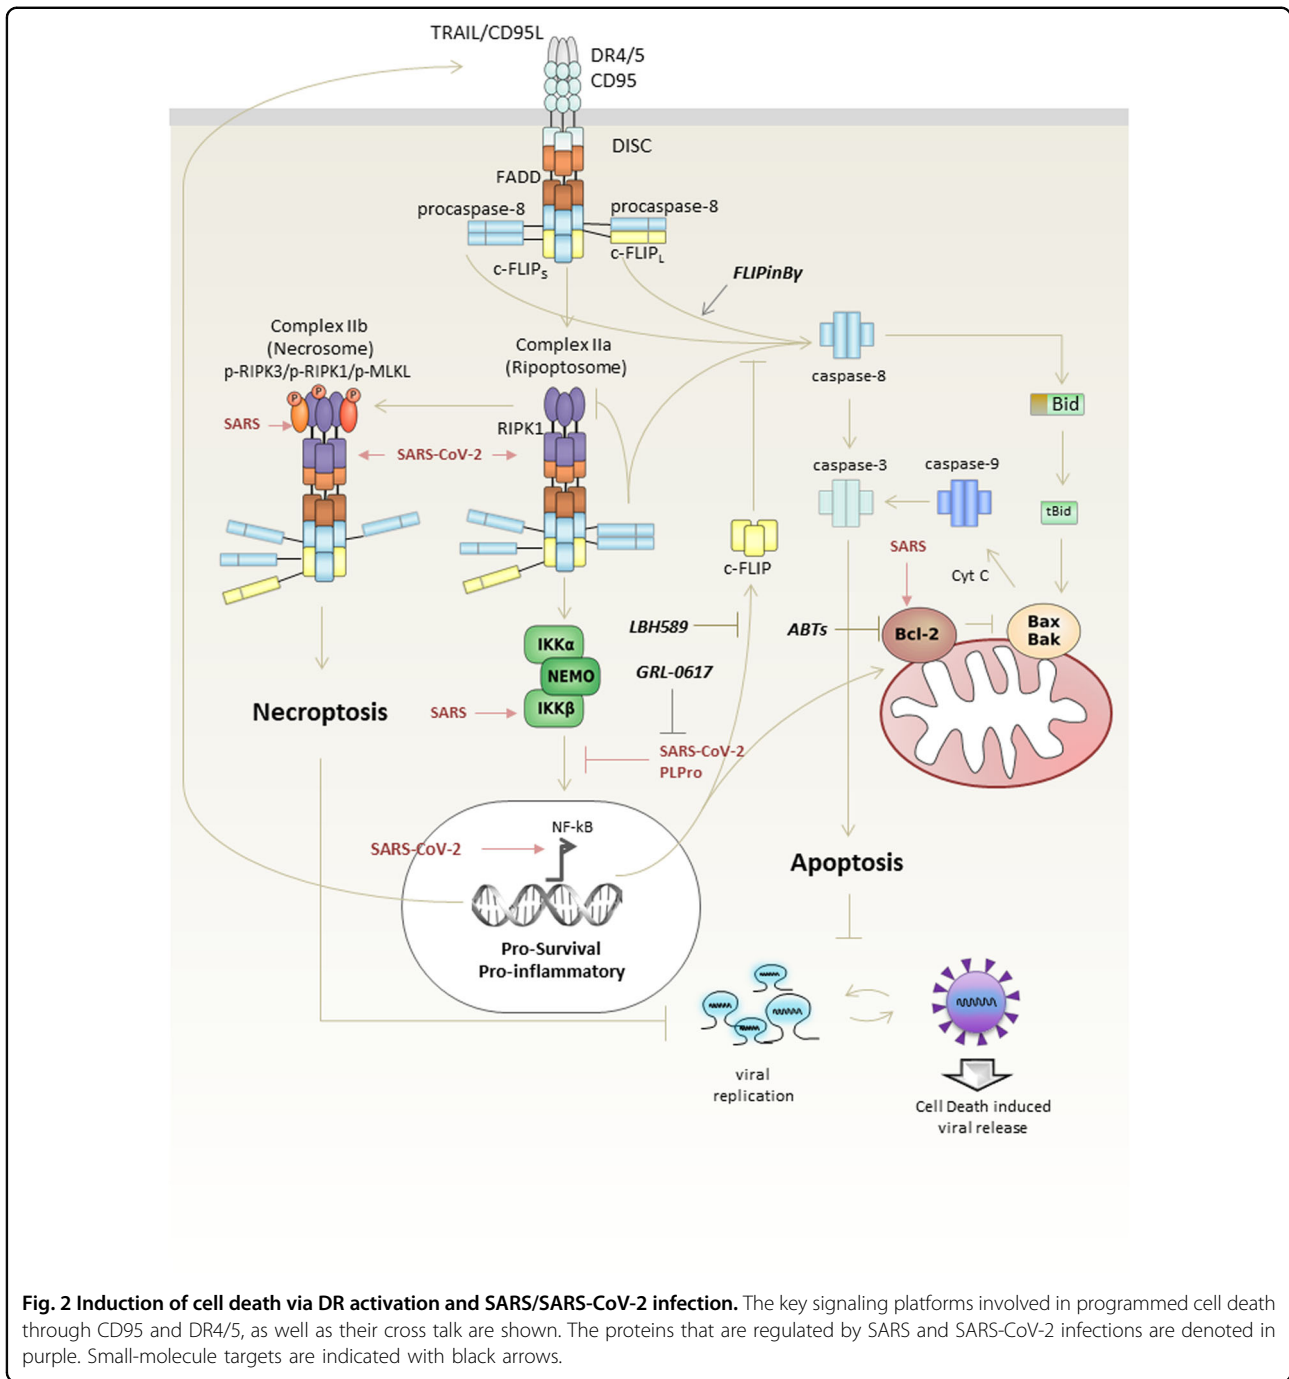 TRAIL/CD95L
DR4/5
CD95
DISC
FADD
procaspase-8
procaspase-8
c-FLIPS
c-FLIPL
FLIPinBγ
Complex IIb
(Necrosome)
p-RIPK3/p-RIPK1/p-MLKL
P
P
P
SARS
Complex IIa
(Ripoptosome)
RIPK1
SARS-CoV-2
caspase-8
Bid
caspase-3
caspase-9
tBid
c-FLIP
SARS
Cyt C
LBH589
ABTs
Bcl-2
Bax
Bak
GRL-0617
IKKα
NEMO
IKKβ
SARS
SARS-CoV-2
PLPro
Necroptosis
NF-kB
SARS-CoV-2
Pro-Survival
Pro-inflammatory
Apoptosis
viral
replication
Cell Death induced
viral release
Fig. 2 Induction of cell death via DR activation and SARS/SARS-CoV-2 infection. The key signaling platforms involved in programmed cell death
through CD95 and DR4/5, as well as their cross talk are shown. The proteins that are regulated by SARS and SARS-CoV-2 infections are denoted in
purple. Small-molecule targets are indicated with black arrows.